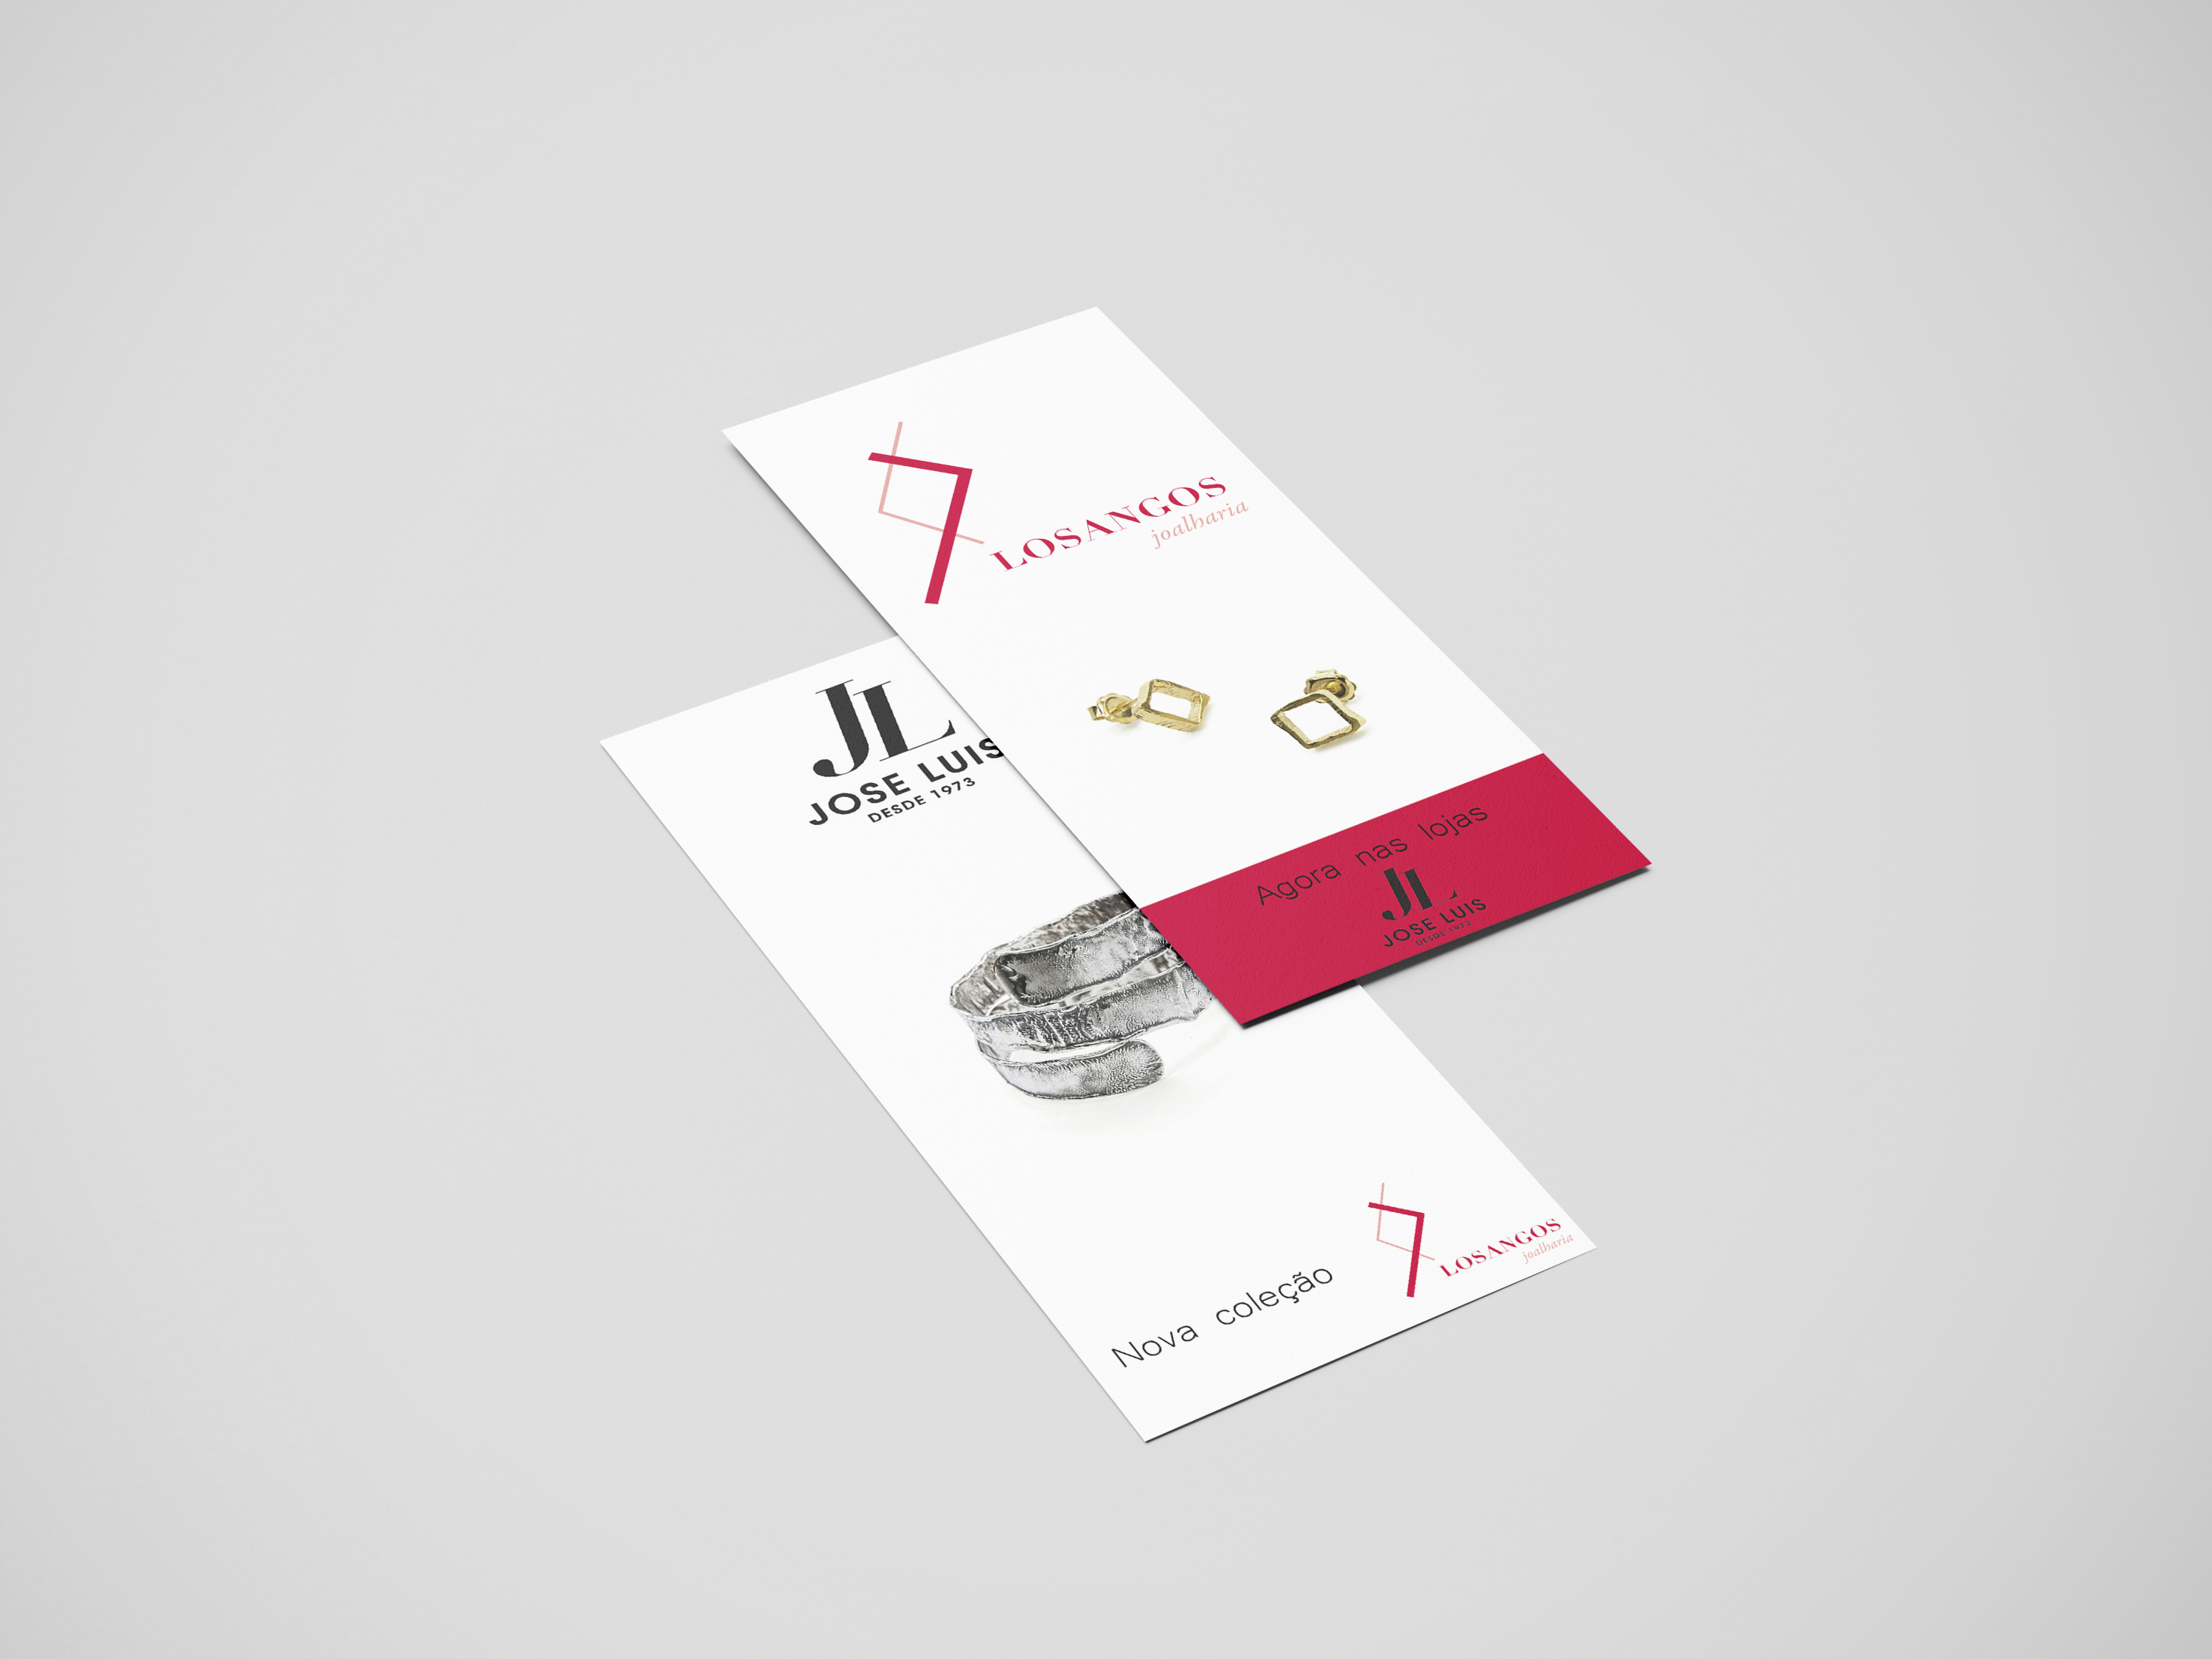 LOSANGOS
joalharia
Agora nas lojas
JL
JOSE LUIS
DESDE 1973
JL
JOSE LUIS
DESDE 1973
Nova coleção
LOSANGOS
joalharia